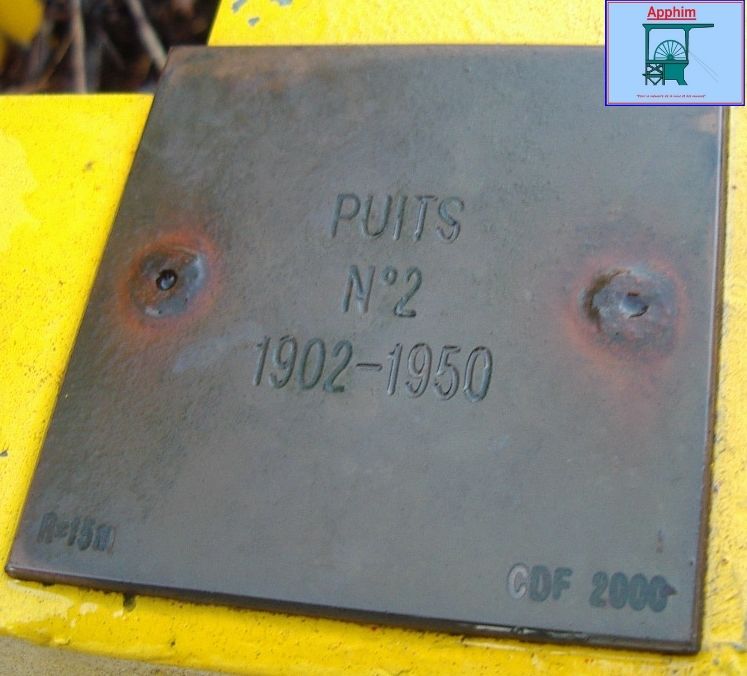 Apphim
PUITS
N°2
1902-1950
R=15m
CDF 2000